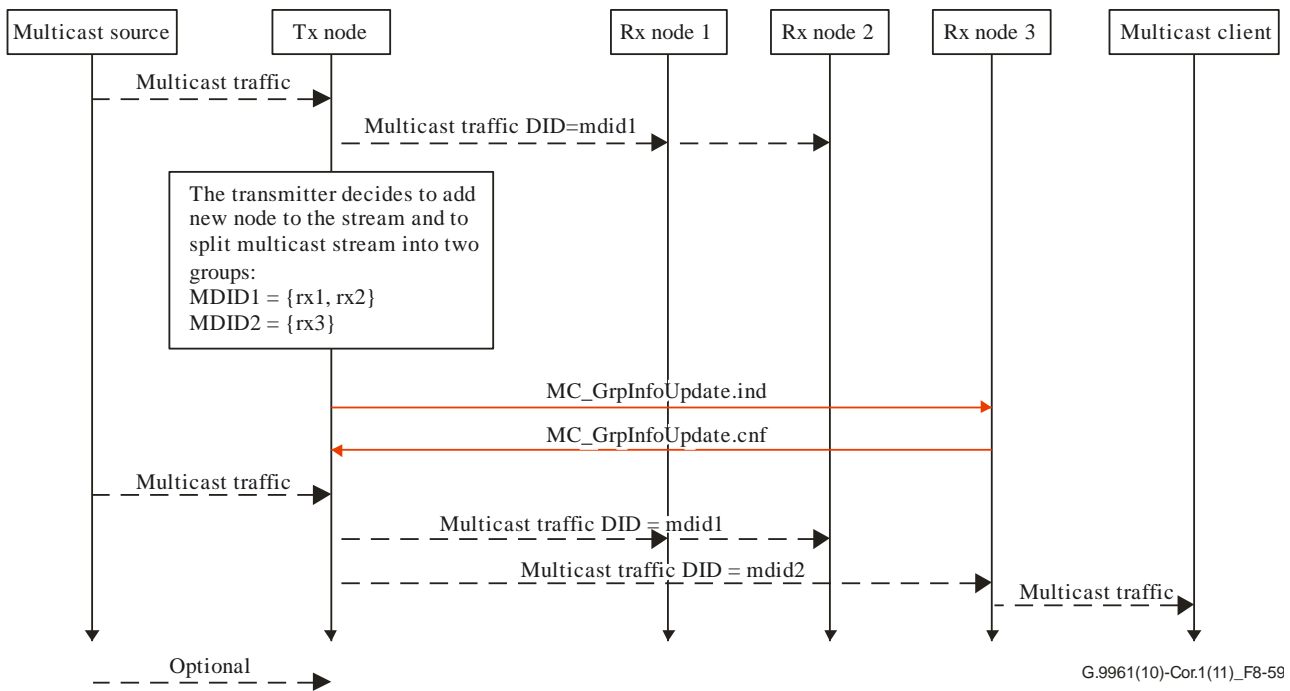 Multicast source
Tx node
Rx node 1
Rx node 2
Rx node 3
Multicast client
Multicast traffic
Multicast traffic DID=mdid1
The transmitter decides to add
new node to the stream and to
split multicast stream into two
groups:
MDID1 = {rx1, rx2}
MDID2 = {rx3}
MC_GrpInfoUpdate.ind
MC_GrpInfoUpdate.cnf
Multicast traffic
Multicast traffic DID = mdid1
Multicast traffic DID = mdid2
Multicast traffic
Optional
G.9961(10)-Cor.1(11)_F8-59